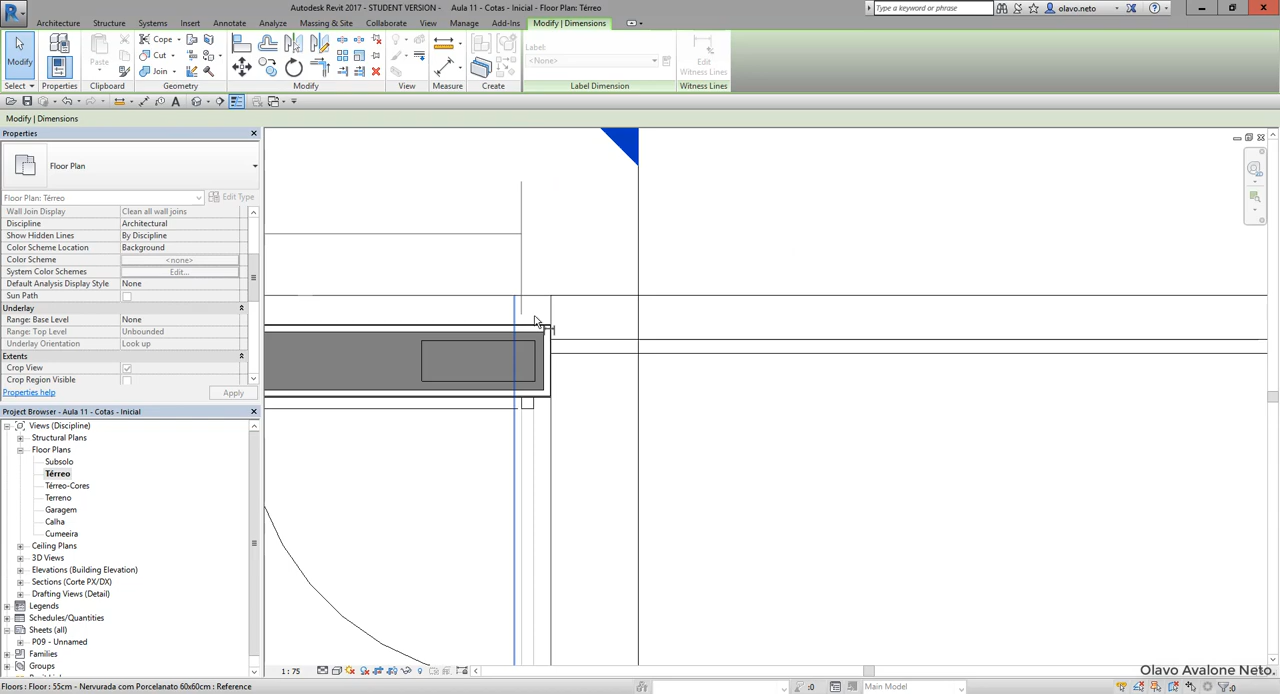 Autodesk Revit 2017 - STUDENT VERSION - Aula 11 - Cotas - Inicial - Floor Plan: Térreo
Type a keyword or phrase
olavo.neto
Architecture Structure Systems Insert Annotate Analyze Massing & Site Collaborate View Manage Add-Ins Modify | Dimensions
Modify
Paste
Cope
Cut
Join
Label:
<None>
Edit
Witness Lines
Select Properties Clipboard Geometry Modify View Measure Create Label Dimension Witness Lines
Modify | Dimensions
Properties
Floor Plan
Floor Plan: Térreo Edit Type
Wall Join Display Clean all wall joins
Discipline Architectural
Show Hidden Lines By Discipline
Color Scheme Location Background
Color Scheme <none>
System Color Schemes Edit...
Default Analysis Display Style None
Sun Path
Underlay
Range: Base Level None
Range: Top Level Unbounded
Underlay Orientation Look up
Extents
Crop View
Crop Region Visible
Properties help Apply
Project Browser - Aula 11 - Cotas - Inicial
Views (Discipline)
Structural Plans
Floor Plans
Subsolo
Térreo
Térreo-Cores
Terreno
Garagem
Calha
Cumeeira
Ceiling Plans
3D Views
Elevations (Building Elevation)
Sections (Corte PX/DX)
Drafting Views (Detail)
Legends
Schedules/Quantities
Sheets (all)
P09 - Unnamed
Families
Groups
1 : 75
Olavo Avalone Neto.
Floors : Floor : 55cm - Nervurada com Porcelanato 60x60cm : Reference
:0
Main Model
:0